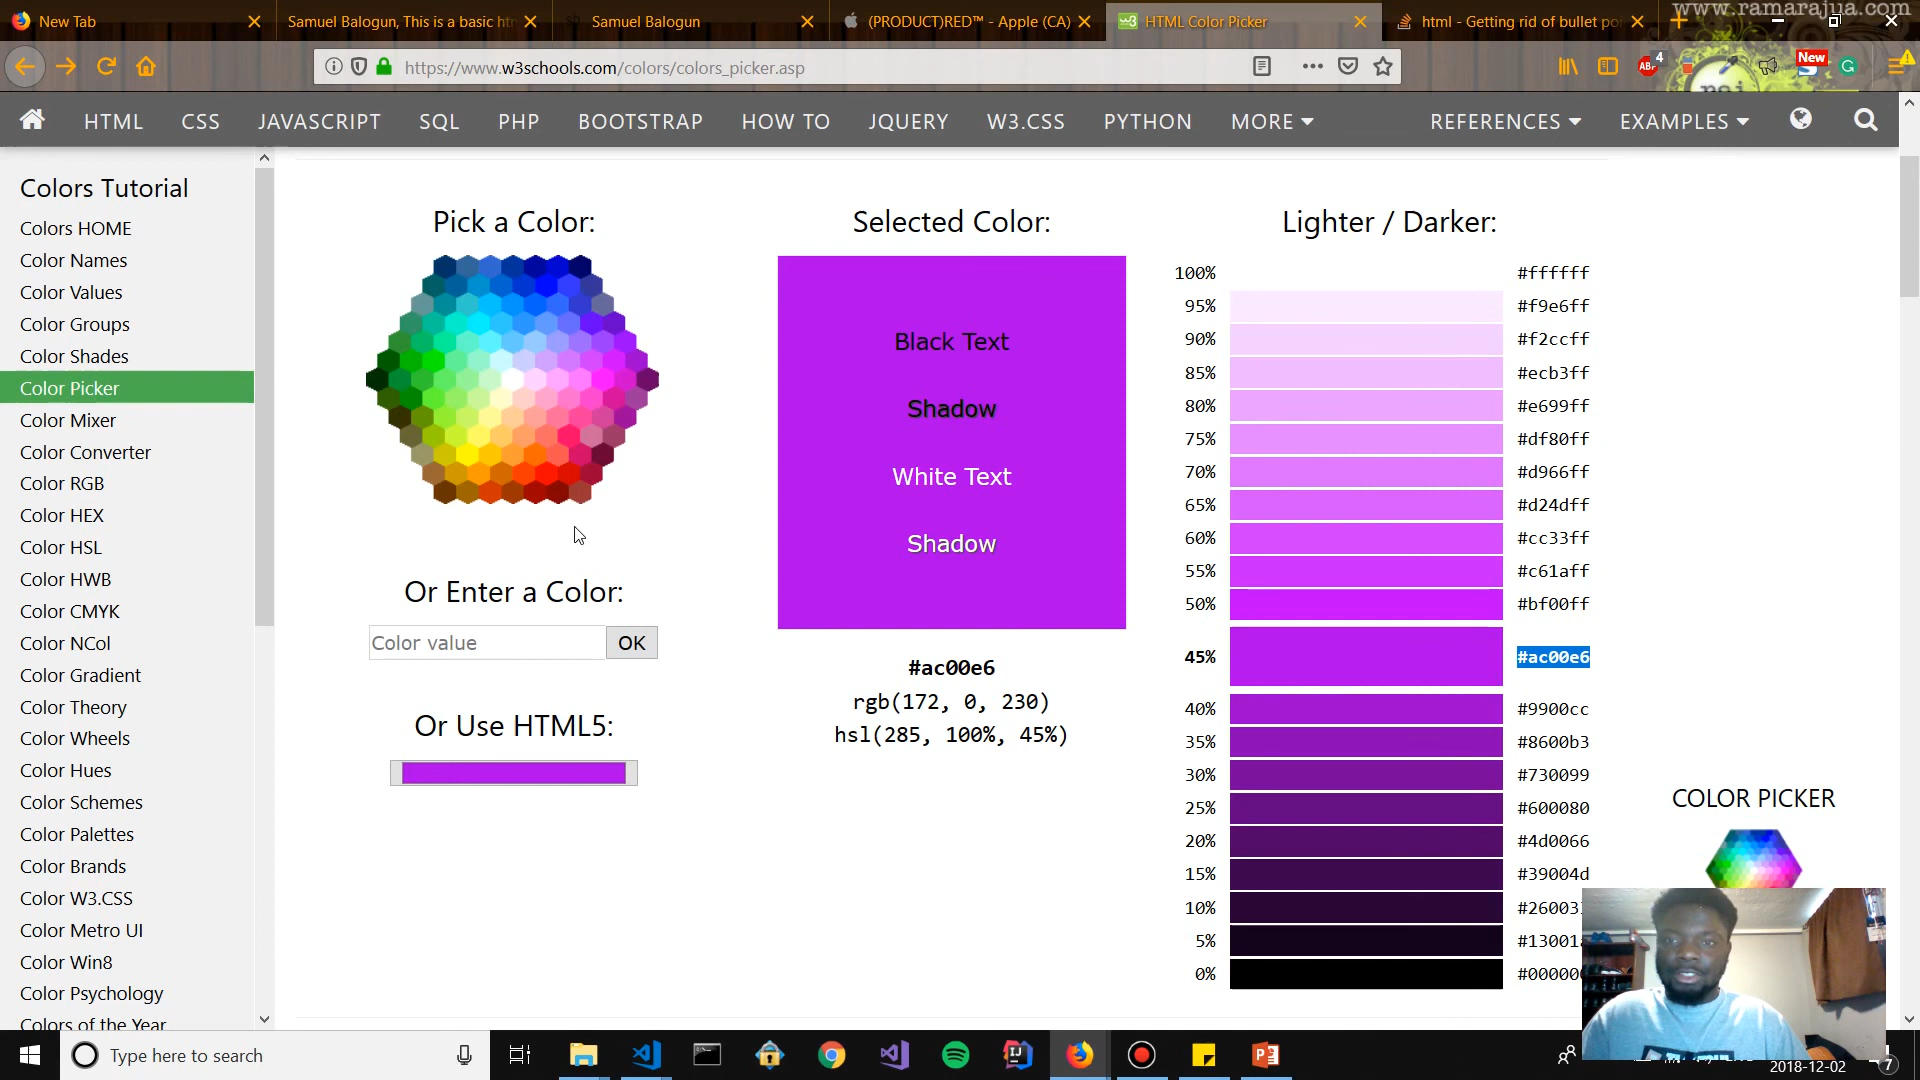 New Tab
Samuel Balogun, This is a basic htm
Samuel Balogun
(PRODUCT)RED™ - Apple (CA)
HTML Color Picker
html - Getting rid of bullet poi
www.ramarajua.com
https://www.w3schools.com/colors/colors_picker.asp
ABP 4
New
HTML CSS JAVASCRIPT SQL PHP BOOTSTRAP HOW TO JQUERY W3.CSS PYTHON MORE REFERENCES EXAMPLES
Colors Tutorial
Colors HOME
Color Names
Color Values
Color Groups
Color Shades
Color Picker
Color Mixer
Color Converter
Color RGB
Color HEX
Color HSL
Color HWB
Color CMYK
Color NCol
Color Gradient
Color Theory
Color Wheels
Color Hues
Color Schemes
Color Palettes
Color Brands
Color W3.CSS
Color Metro UI
Color Win8
Color Psychology
Colors of the Year
Pick a Color:
Or Enter a Color:
Color value OK
Or Use HTML5:
Selected Color:
Black Text
Shadow
White Text
Shadow
#ac00e6
rgb(172, 0, 230)
hsl(285, 100%, 45%)
Lighter / Darker:
100% #ffffff
95% #f9e6ff
90% #f2ccff
85% #ecb3ff
80% #e699ff
75% #df80ff
70% #d966ff
65% #d24dff
60% #cc33ff
55% #c61aff
50% #bf00ff
45% #ac00e6
40% #9900cc
35% #8600b3
30% #730099
25% #600080
20% #4d0066
15% #39004d
10% #26003
5% #13001
0% #00000
COLOR PICKER
Type here to search
2018-12-02
7